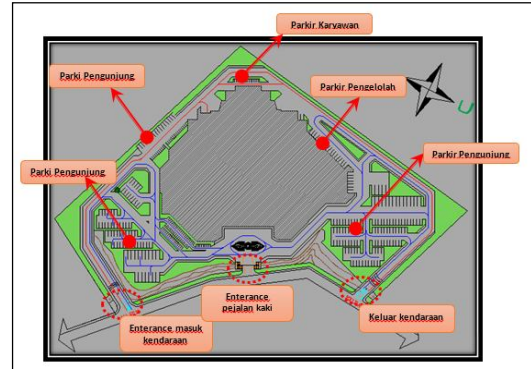 Parkir Karyawan
Parki Pengunjung
Parkir Pengelolah
U
Parki Pengunjung
Parkir Pengunjung
Enterance
pejalan kaki
Enterance masuk
kendaraan
Keluar kendaraan